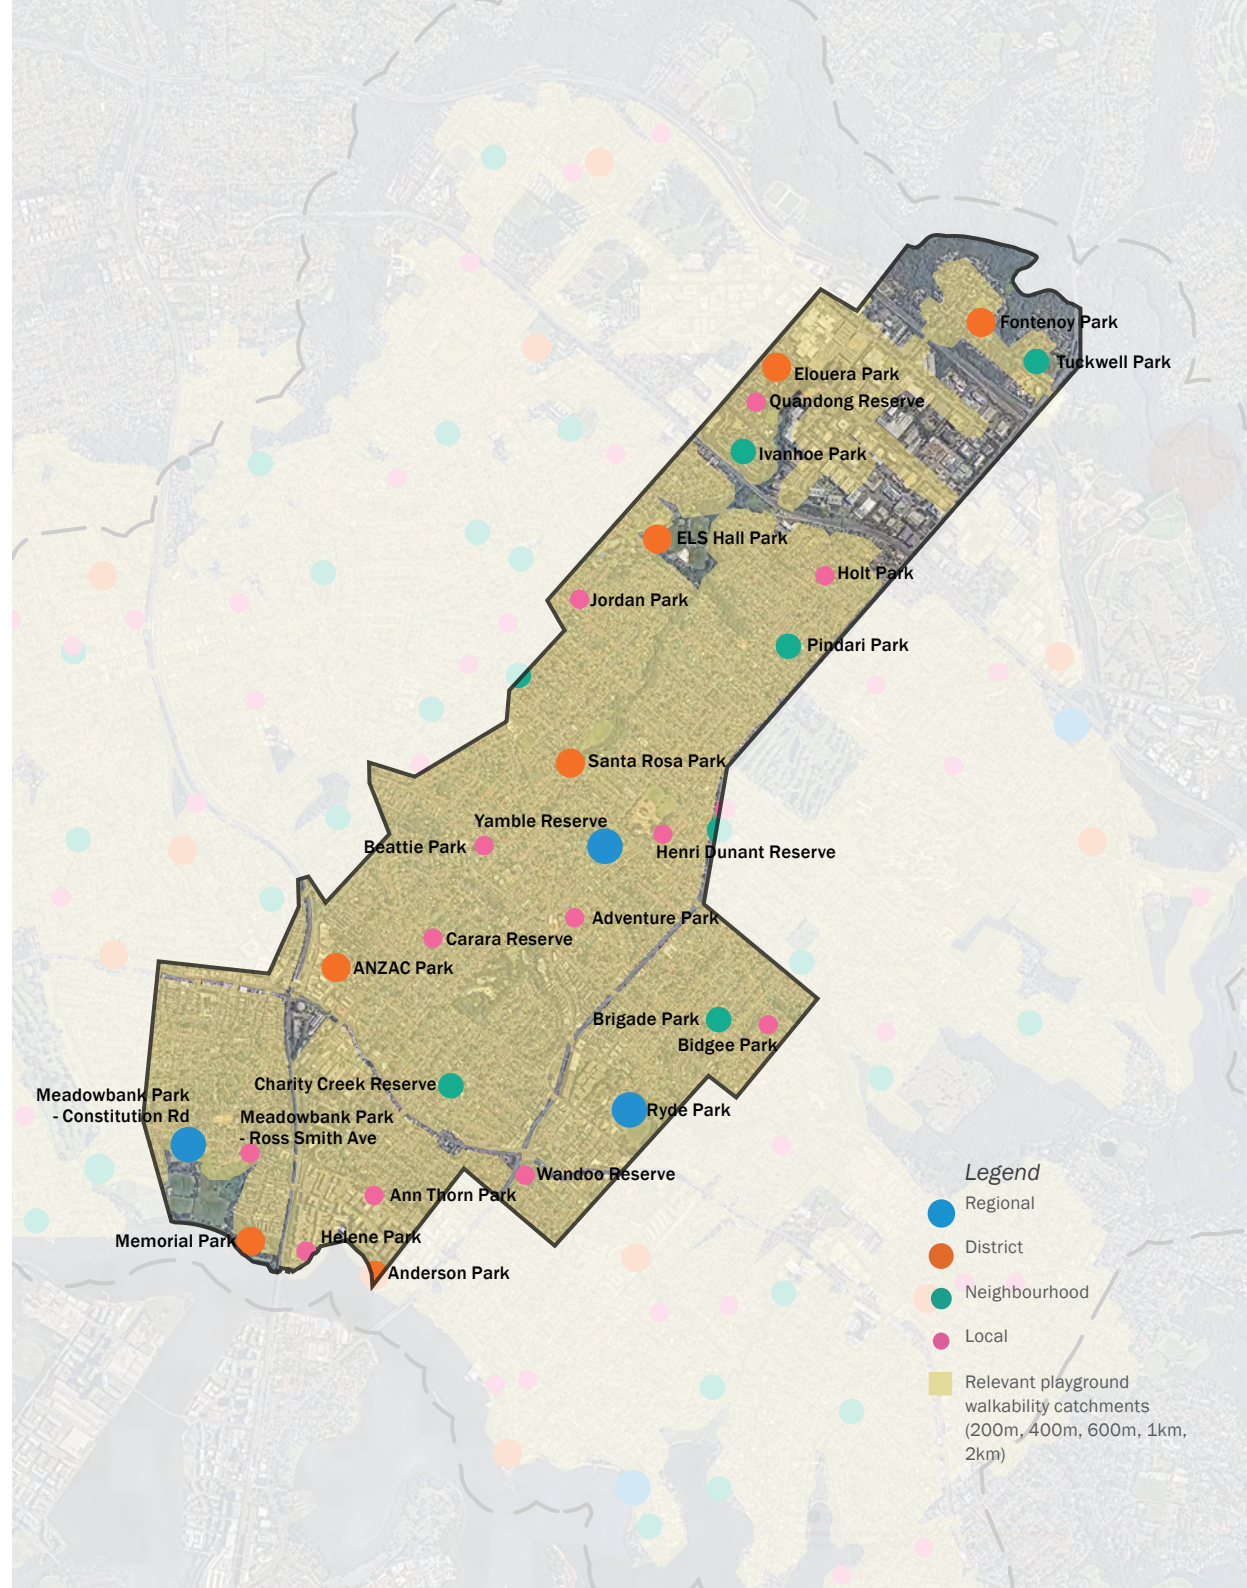 Fontenoy Park
Tuckwell Park
Elouera Park
Quandong Reserve
Ivanhoe Park
ELS Hall Park
Holt Park
Jordan Park
Pindari Park
Santa Rosa Park
Yamble Reserve
Beattie Park
Henri Dunant Reserve
Adventure Park
Carara Reserve
ANZAC Park
Brigade Park
Bidgee Park
Charity Creek Reserve
Meadowbank Park
- Constitution Rd
Meadowbank Park
- Ross Smith Ave
Ryde Park
Wandoo Reserve
Ann Thorn Park
Memorial Park
Helene Park
Anderson Park
Legend
Regional
District
Neighbourhood
Local
Relevant playground
walkability catchments
(200m, 400m, 600m, 1km,
2km)